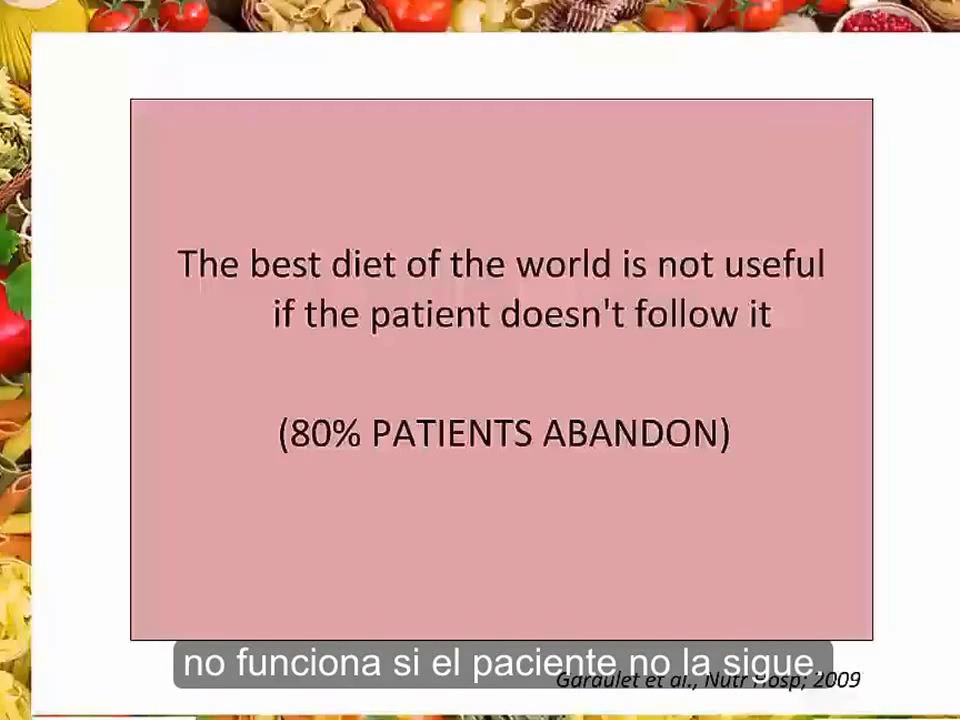 The best diet of the world is not useful
if the patient doesn't follow it
(80% PATIENTS ABANDON)
no funciona si el paciente no la sigue.
Garaulet et al., Nutr Hosp; 2009